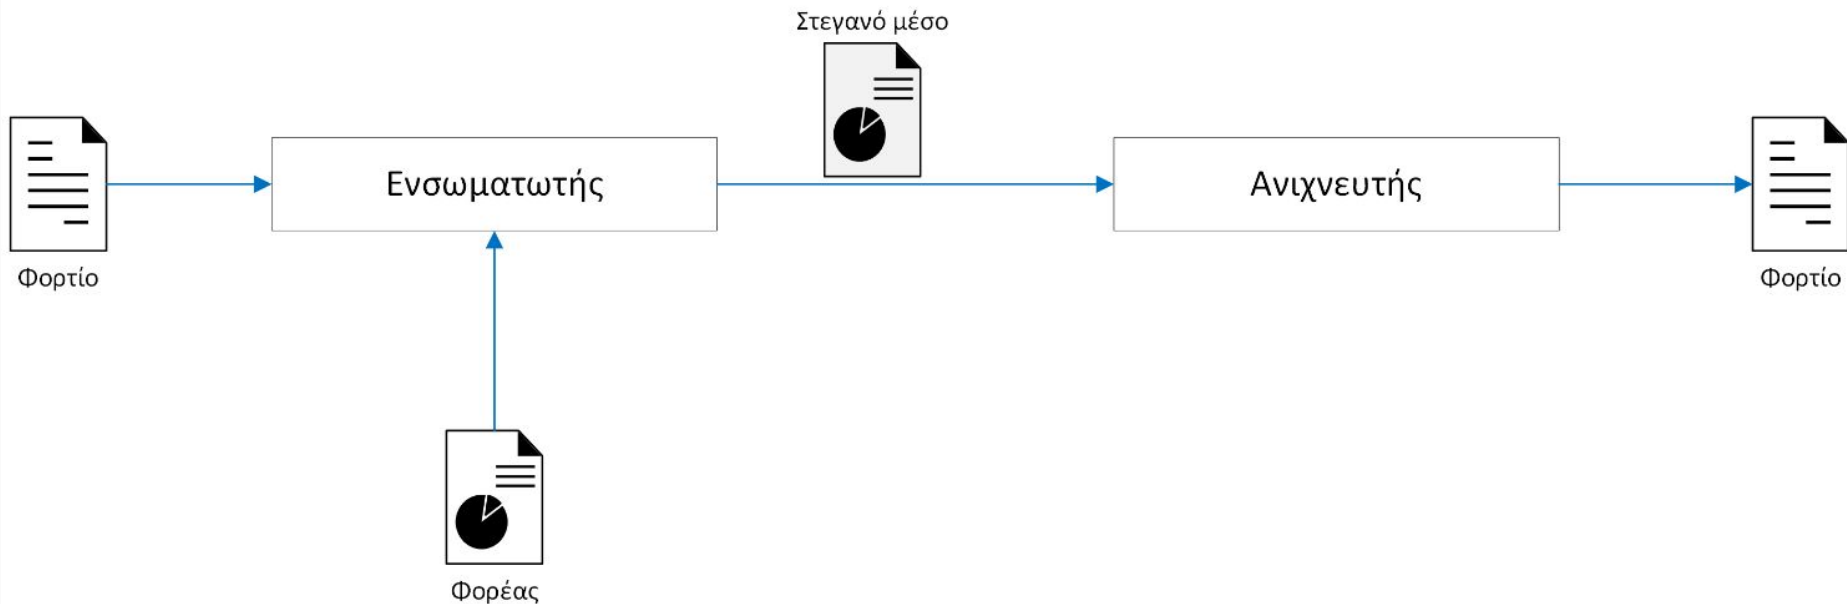 Στεγανό μέσο
Ενσωματωτής
Ανιχνευτής
Φορτίο
Φορτίο
Φορέας